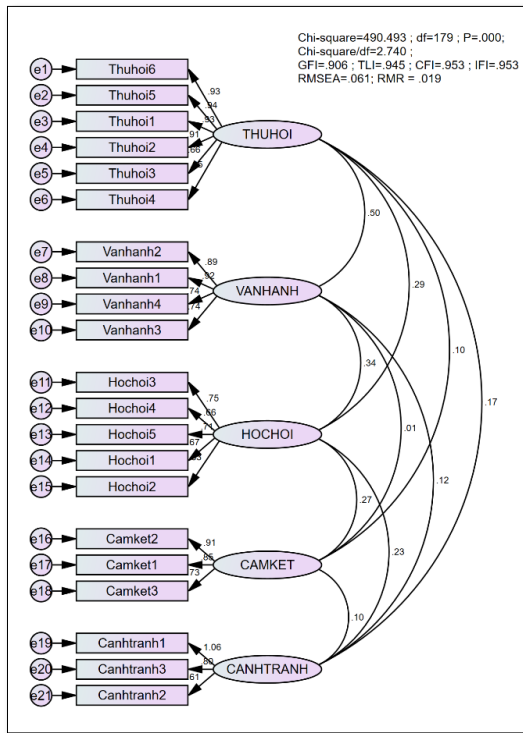 Chi-square=490.493 ; df=179 ; P=.000;
Chi-square/df=2.740 ;
GFI=.906 ; TLI=.945 ; CFI=.953 ; IFI=.953
RMSEA=.061; RMR = .019
e1 Thuhoi6 .93
e2 Thuhoi5 .94
e3 Thuhoi1 .93
e4 Thuhoi2 .91
e5 Thuhoi3 .66
e6 Thuhoi4
THUHOI
.50
e7 Vanhanh2 .89
e8 Vanhanh1 .92
e9 Vanhanh4 .74
e10 Vanhanh3 .74
VANHANH
.29
.34
.10
.17
e11 Hochoi3 .75
e12 Hochoi4 .66
e13 Hochoi5 .71
e14 Hochoi1 .67
e15 Hochoi2
HOCHOI
.01
.12
.27
.23
e16 Camket2 .91
e17 Camket1 .85
e18 Camket3 .73
CAMKET
.10
e19 Canhtranh1 1.06
e20 Canhtranh3 .80
e21 Canhtranh2 .61
CANHTRANH